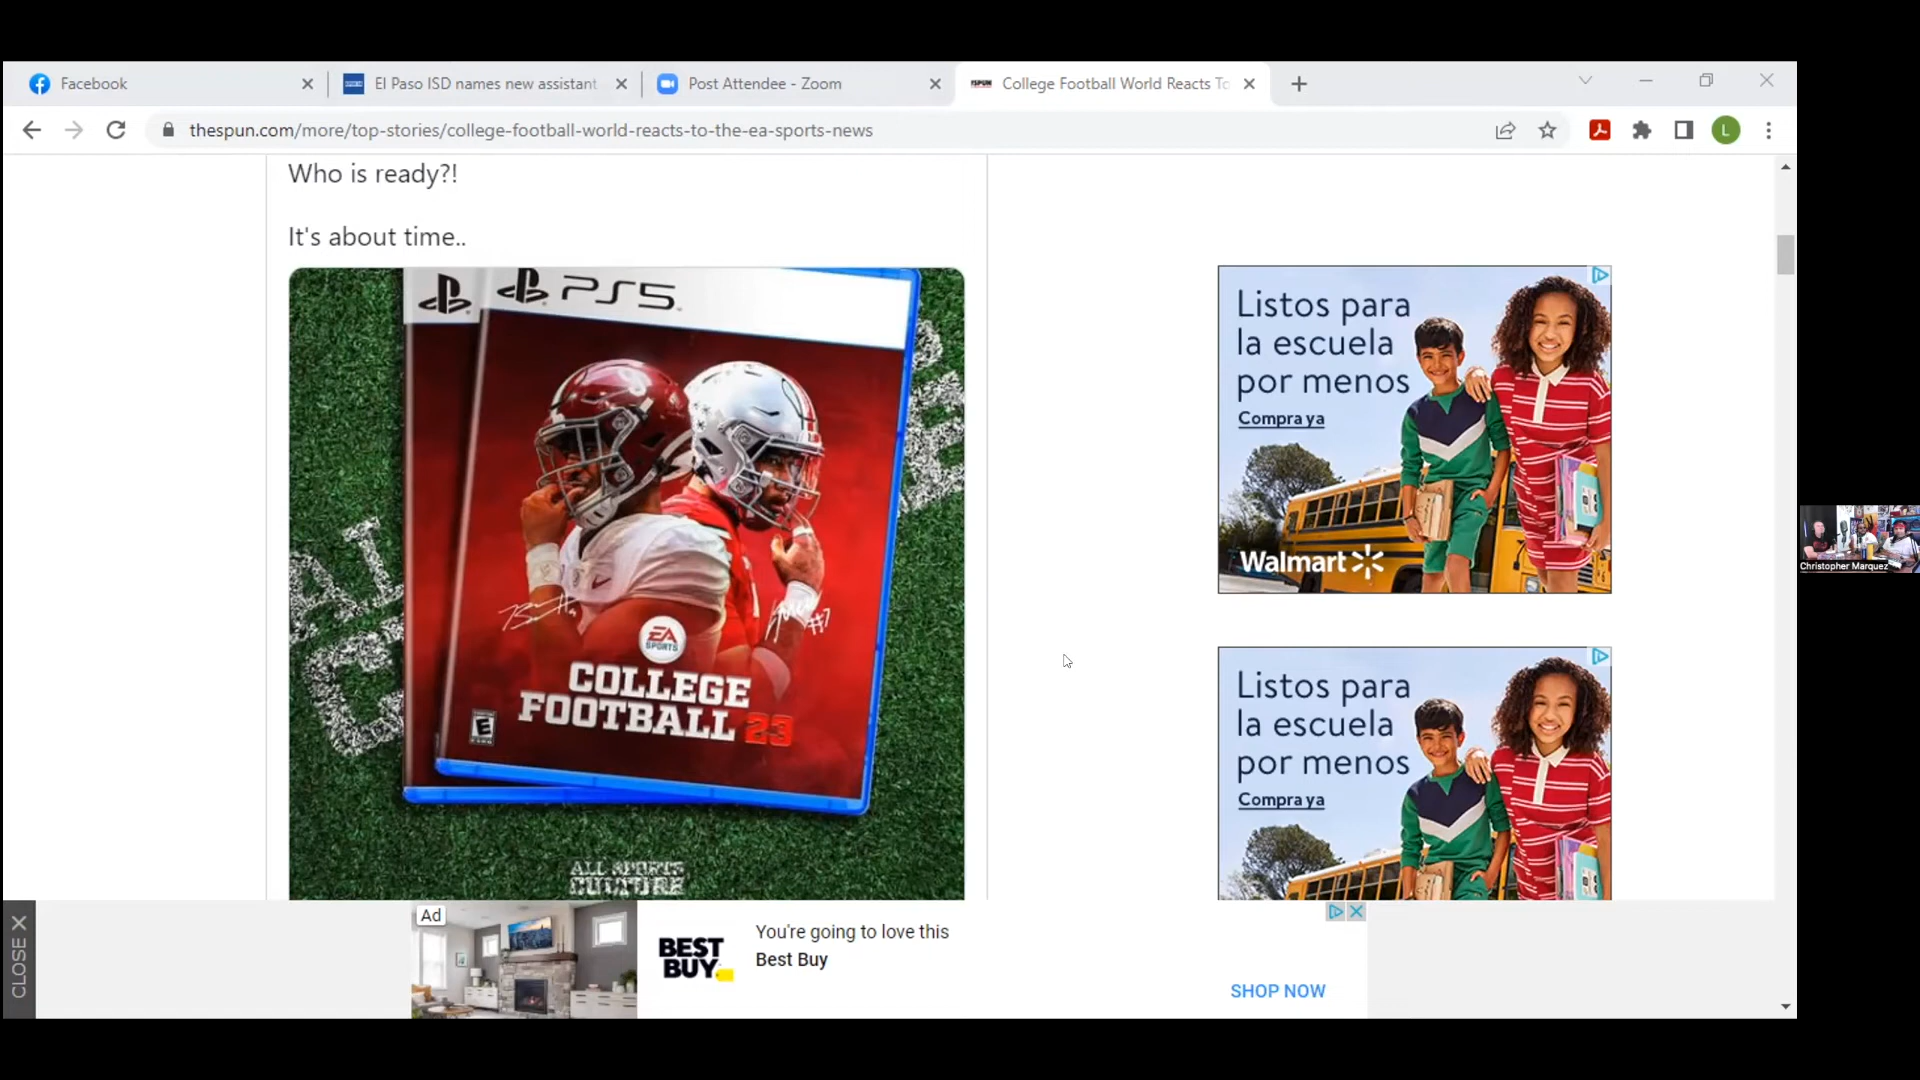 Facebook
El Paso ISD names new assistant
Post Attendee - Zoom
College Football World Reacts To
thespun.com/more/top-stories/college-football-world-reacts-to-the-ea-sports-news
L
Who is ready?!
It's about time..
PS5
#7
EA
SPORTS
COLLEGE
FOOTBALL 23
E
ALL SPORTS
CULTURE
Listos para
la escuela
por menos
Compra ya
Walmart
Listos para
la escuela
por menos
Compra ya
Christopher Marquez
CLOSE X
Ad
BEST
BUY
You're going to love this
Best Buy
SHOP NOW